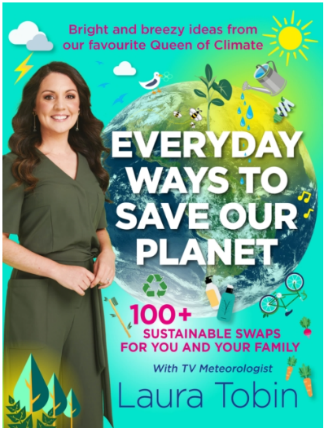 Bright and breezy ideas from
our favourite Queen of Climate
EVERYDAY
WAYS TO
SAVE OUR
PLANET
100+
SUSTAINABLE SWAPS
FOR YOU AND YOUR FAMILY
With TV Meteorologist
Laura Tobin